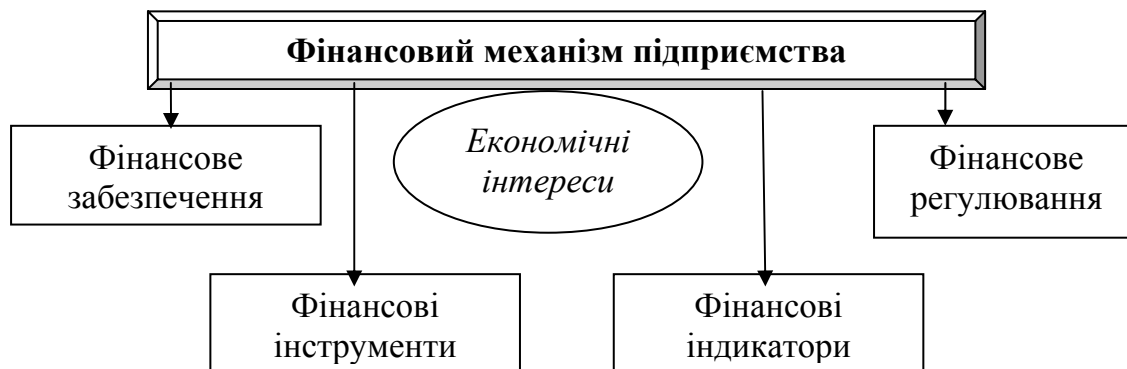 Фінансовий механізм підприємства
Фінансове
забезпечення
Економічні
інтереси
Фінансове
регулювання
Фінансові
інструменти
Фінансові
індикатори